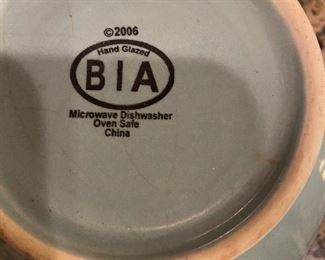 ©2006
Hand Glazed
BIA
Microwave Dishwasher
Oven Safe
China